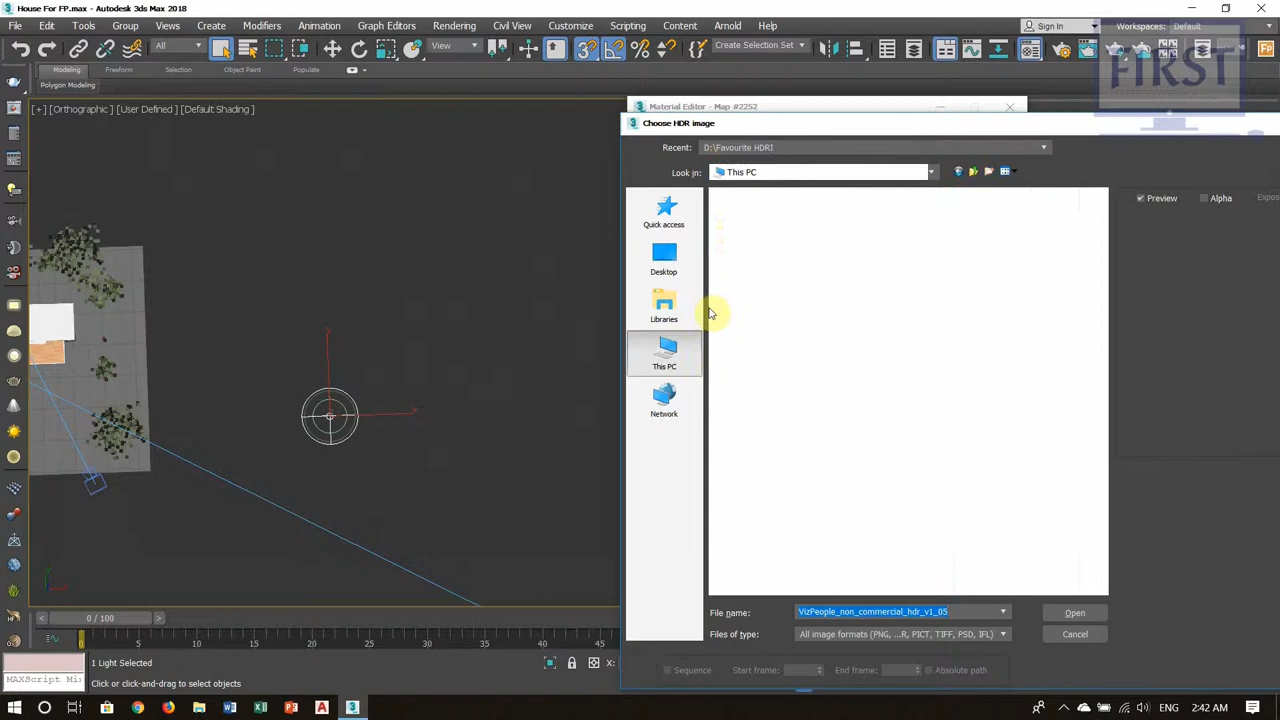 House For FP.max - Autodesk 3ds Max 2018
File Edit Tools Group Views Create Modifiers Animation Graph Editors Rendering Civil View Customize Scripting Content Arnold Help Sign In Workspaces: Default
All View Create Selection Set
FIRST
Modeling Freeform Selection Object Paint Populate
Polygon Modeling
[+] [Orthographic] [User Defined] [Default Shading]
Material Editor - Map #2252
Choose HDR image
Recent: D:\Favourite HDRI
Look in: This PC
Preview Alpha Expos
Quick access
Desktop
Libraries
This PC
Network
File name: VizPeople_non_commercial_hdr_v1_05 Open
Files of type: All image formats (PNG, ...R, PICT, TIFF, PSD, IFL) Cancel
Sequence Start frame: End frame: Absolute path
0 / 100
0 5 10 15 20 25 30 35 40 45
1 Light Selected X:
MAXScript Mi
Click or click-and-drag to select objects
ENG 2:42 AM